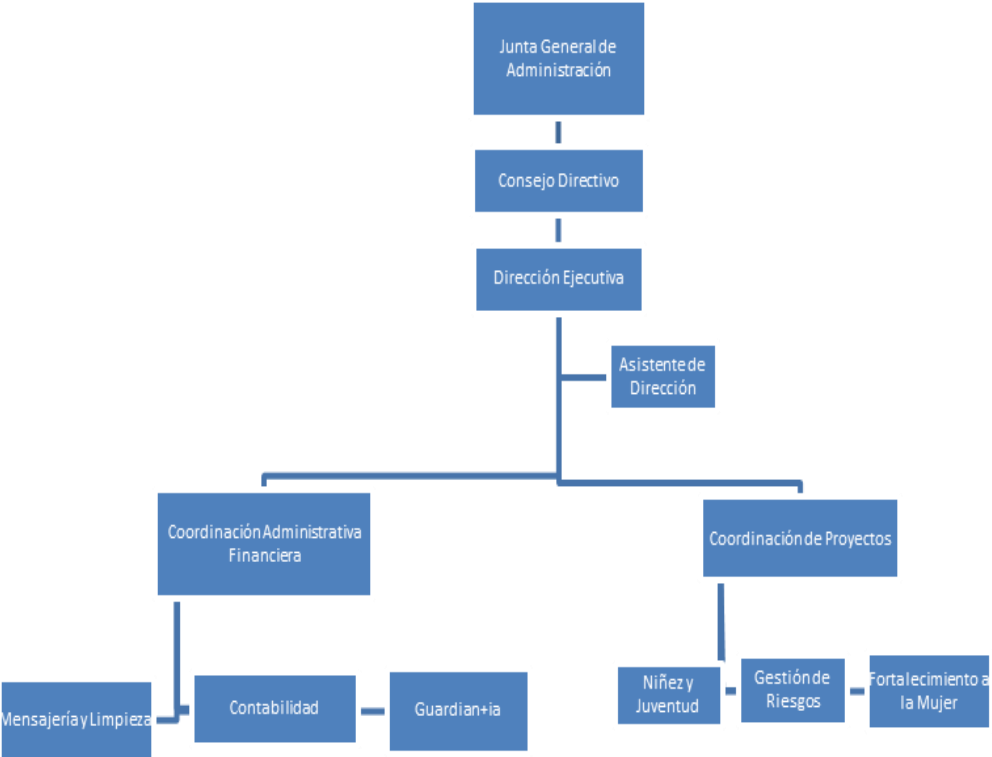 Junta General de
Administración
Consejo Directivo
Dirección Ejecutiva
Asistente de
Dirección
Coordinación Administrativa
Financiera
Coordinación de Proyectos
Mensajería y Limpieza
Contabilidad
Guardian+ia
Niñez y
Juventud
Gestión de
Riesgos
Fortalecimiento a
la Mujer